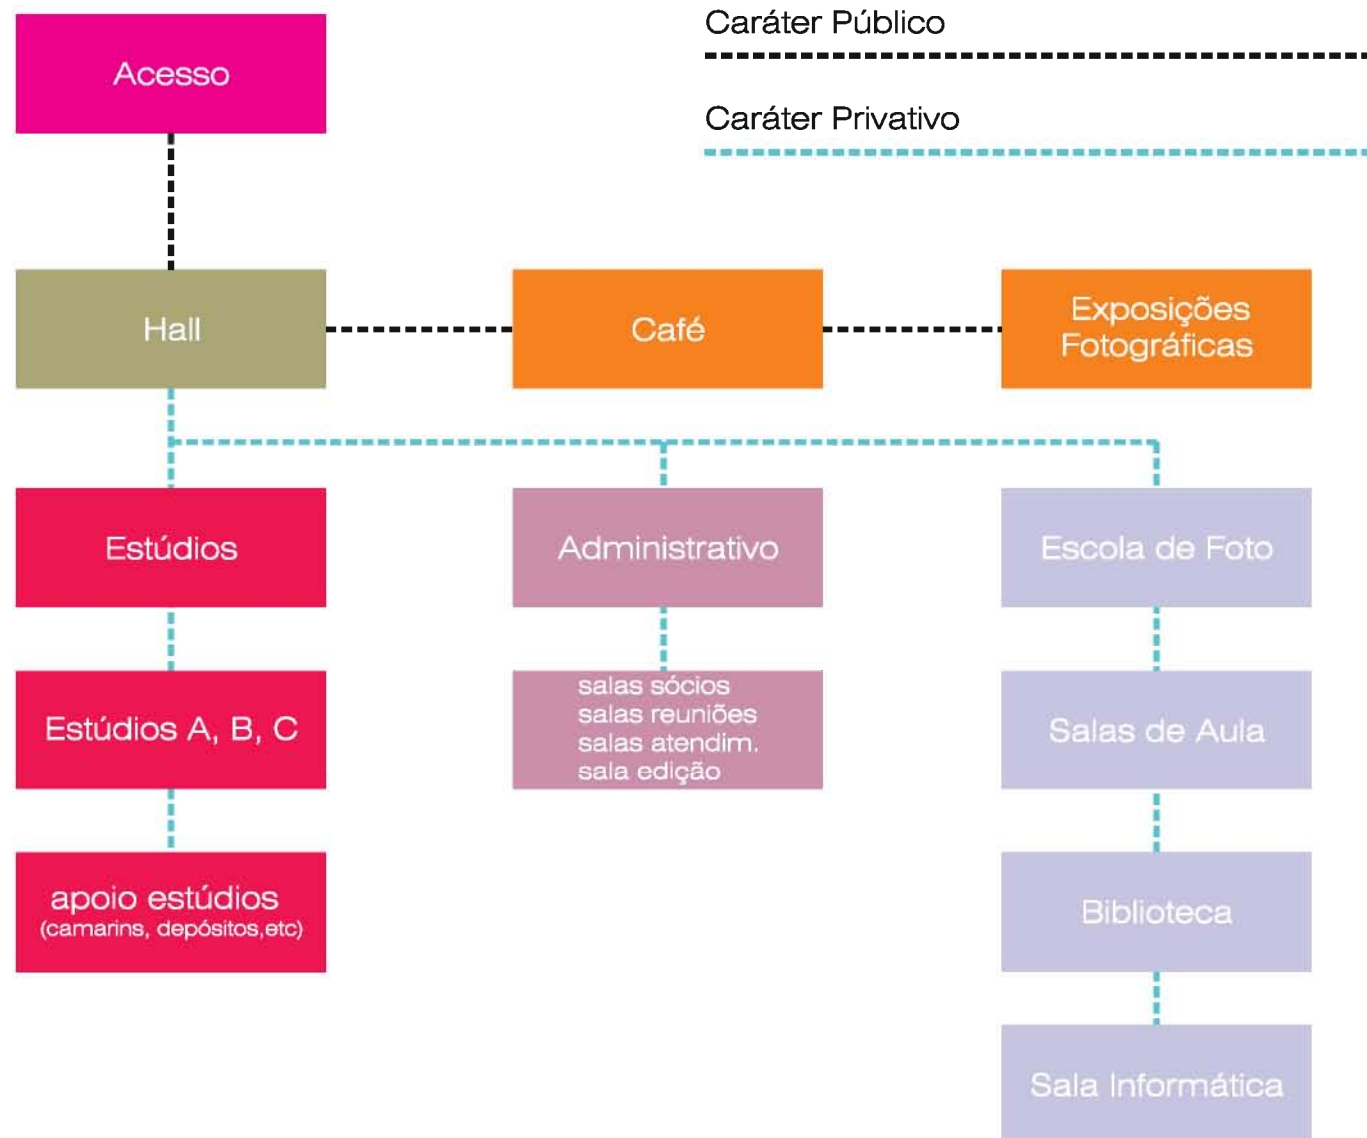 Caráter Público
Acesso
Caráter Privativo
Hall
Café
Exposições
Fotográficas
Estúdios
Administrativo
Escola de Foto
Estúdios A, B, C
salas sócios
salas reuniões
salas atendim.
sala edição
Salas de Aula
apoio estúdios
(camarins, depósitos,etc)
Biblioteca
Sala Informática